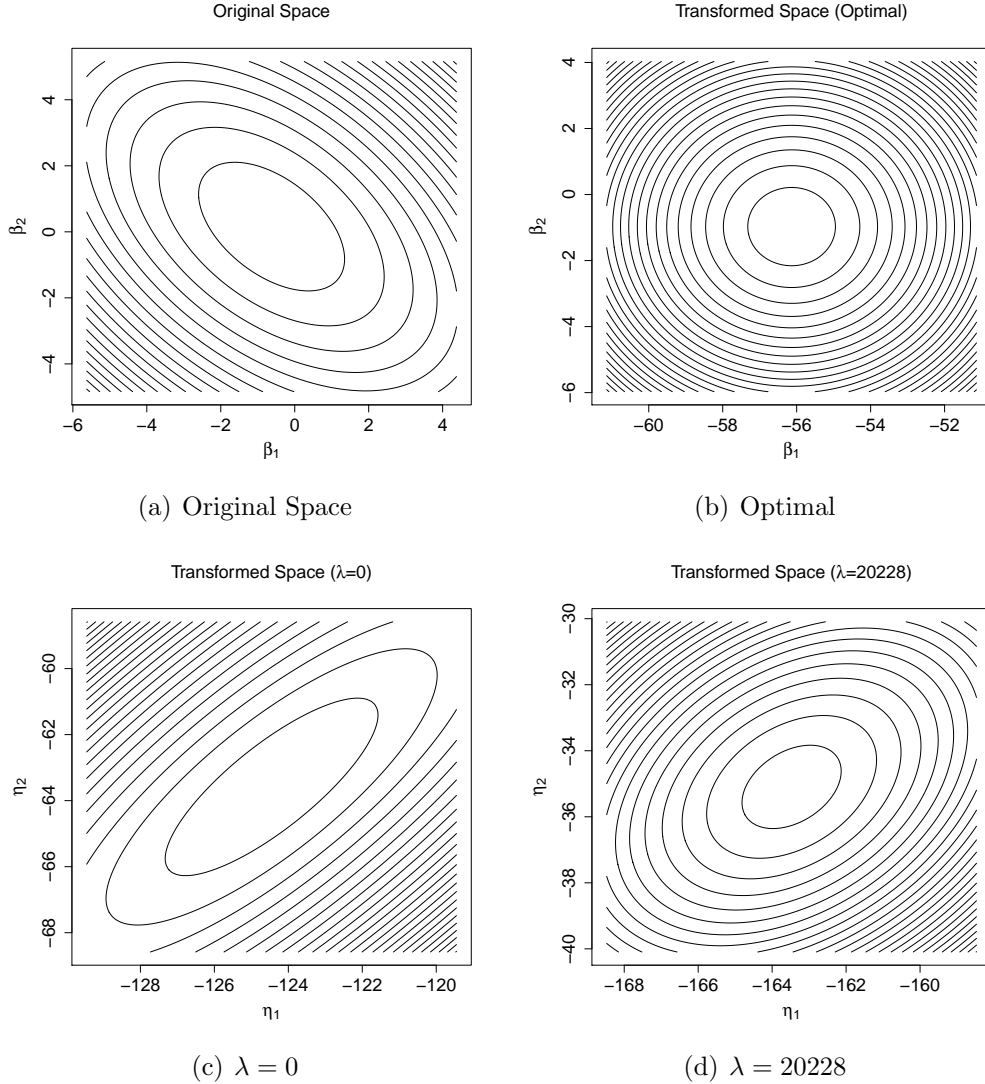 Original Space
β₂
4
2
0
−2
−4
−6 −4 −2 0 2 4
β₁
(a) Original Space
Transformed Space (Optimal)
β₂
4
2
0
−2
−4
−6
−60 −58 −56 −54 −52
β₁
(b) Optimal
Transformed Space (λ=0)
η₂
−60
−62
−64
−66
−68
−128 −126 −124 −122 −120
η₁
(c) λ = 0
Transformed Space (λ=20228)
η₂
−30
−32
−34
−36
−38
−40
−168 −166 −164 −162 −160
η₁
(d) λ = 20228